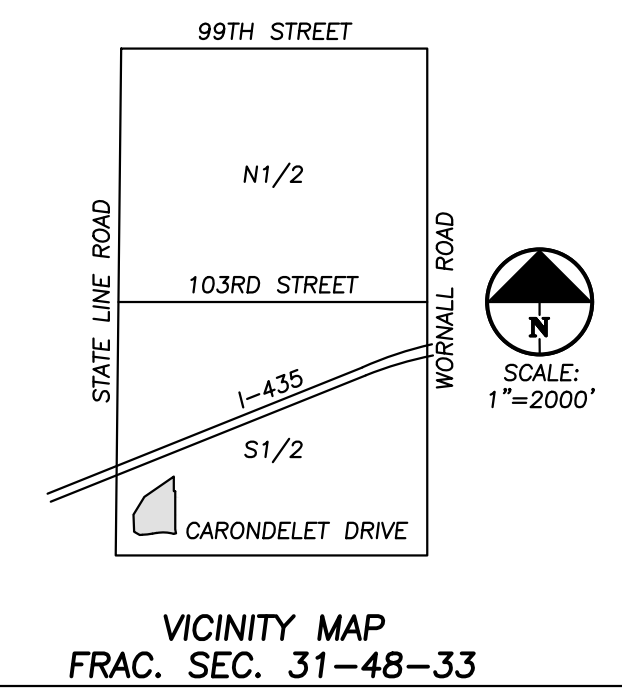 99TH STREET
N1/2
STATE LINE ROAD
WORNALL ROAD
103RD STREET
N
SCALE:
1"=2000'
I-435
S1/2
CARONDELET DRIVE
VICINITY MAP
FRAC. SEC. 31-48-33